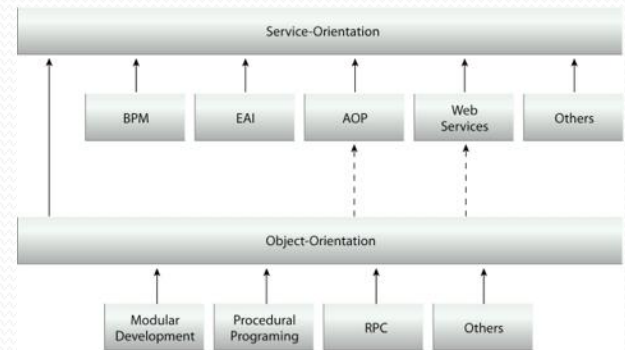 Service-Orientation
BPM
EAI
AOP
Web
Services
Others
Object-Orientation
Modular
Development
Procedural
Programing
RPC
Others